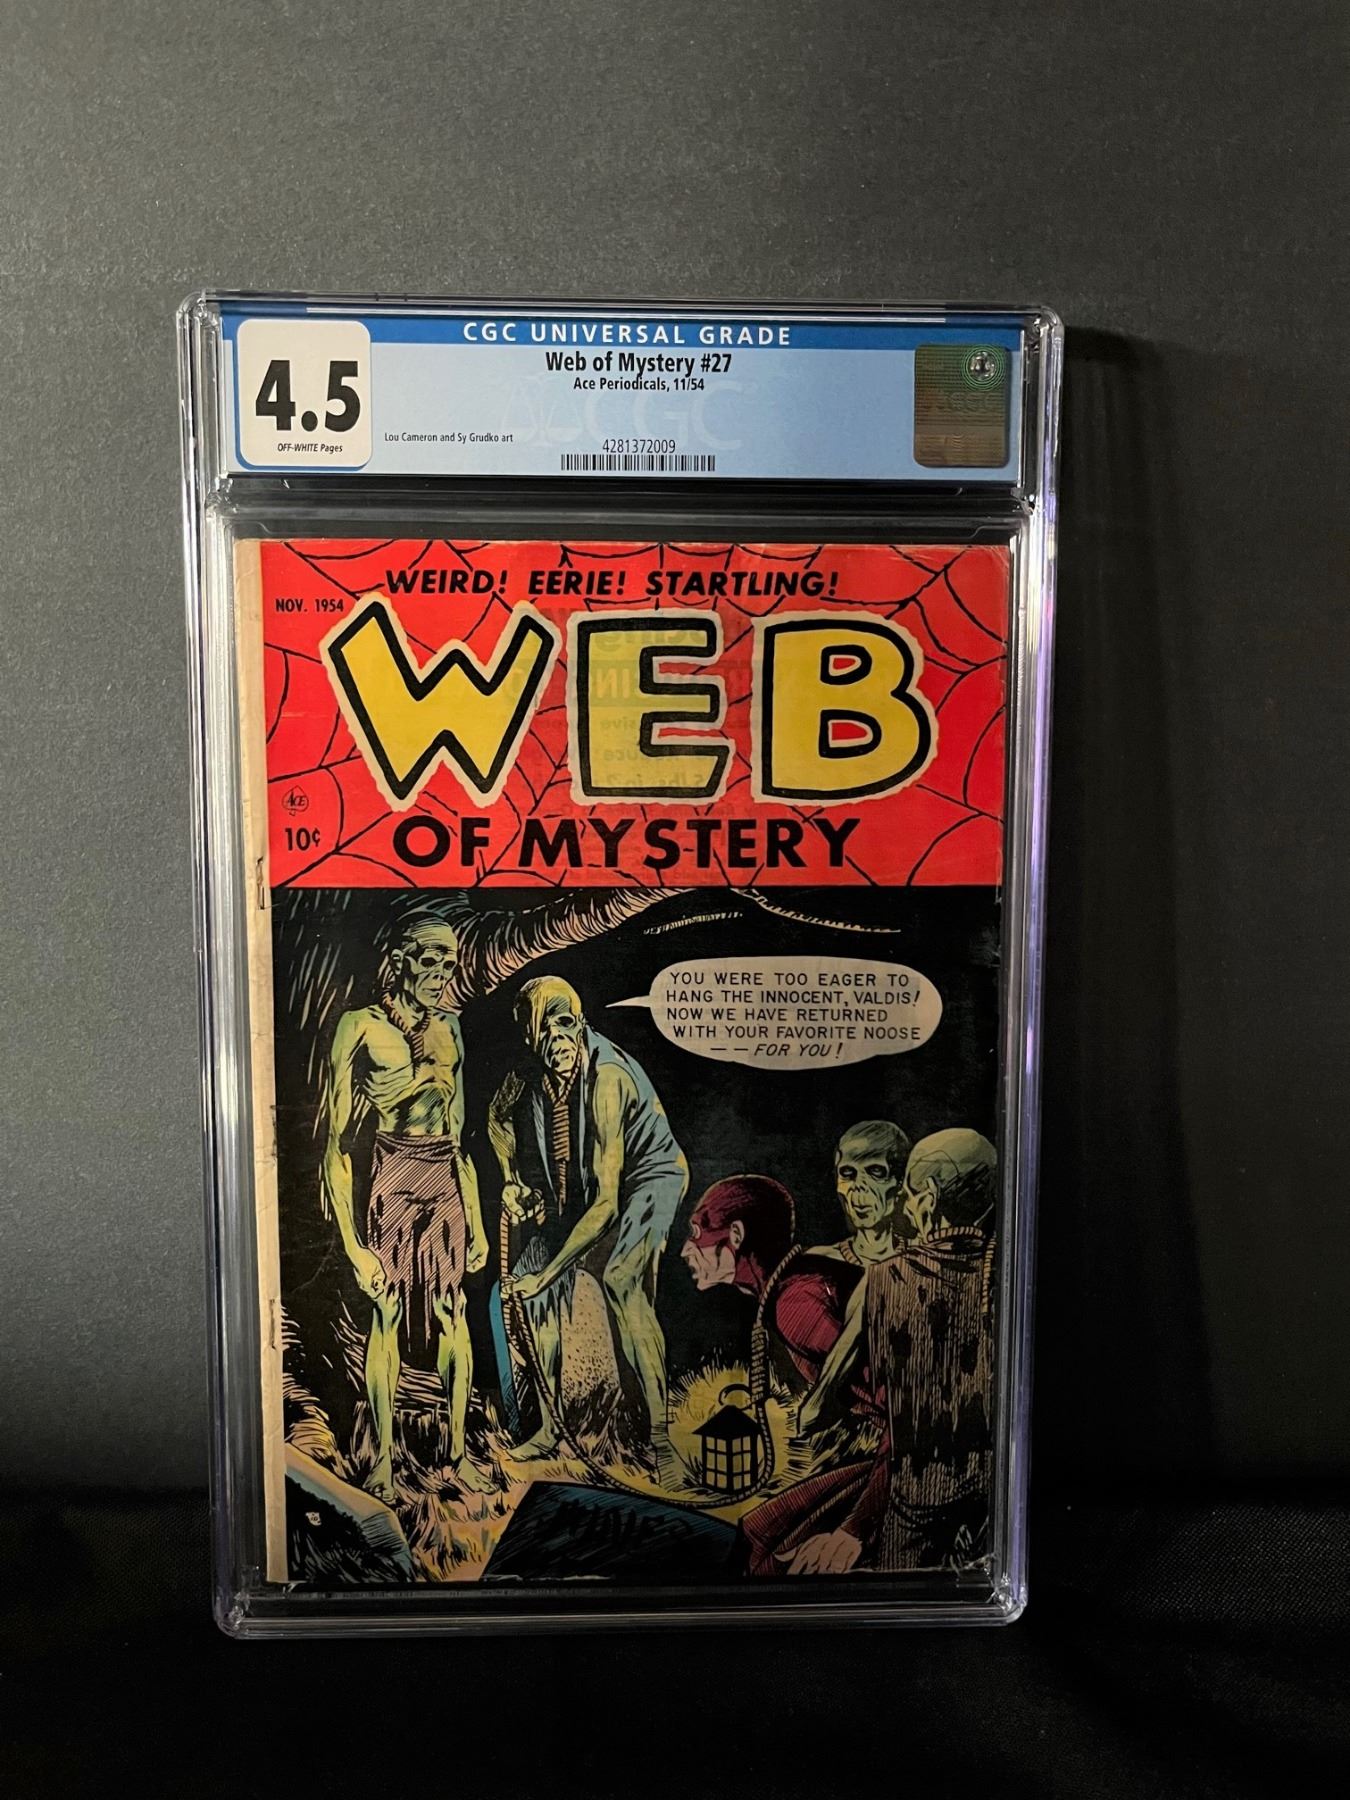 CGC UNIVERSAL GRADE
4.5
OFF-WHITE Pages
Web of Mystery #27
Ace Periodicals, 11/54
Lou Cameron and Sy Grudko art
4281372009
WEIRD! EERIE! STARTLING!
NOV. 1954
WEB
ACE
10¢
OF MYSTERY
YOU WERE TOO EAGER TO
HANG THE INNOCENT, VALDIS!
NOW WE HAVE RETURNED
WITH YOUR FAVORITE NOOSE
-- FOR YOU!